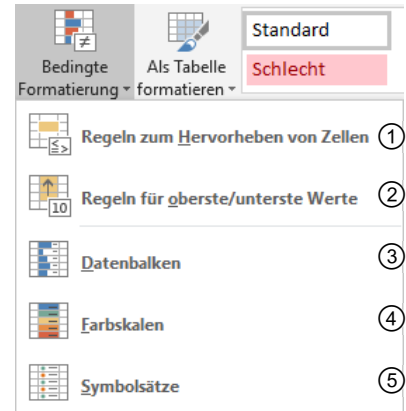 Bedingte
Formatierung
Als Tabelle
formatieren
Standard
Schlecht
Regeln zum Hervorheben von Zellen ①
Regeln für oberste/unterste Werte ②
10
Datenbalken ③
Farbskalen ④
Symbolsätze ⑤